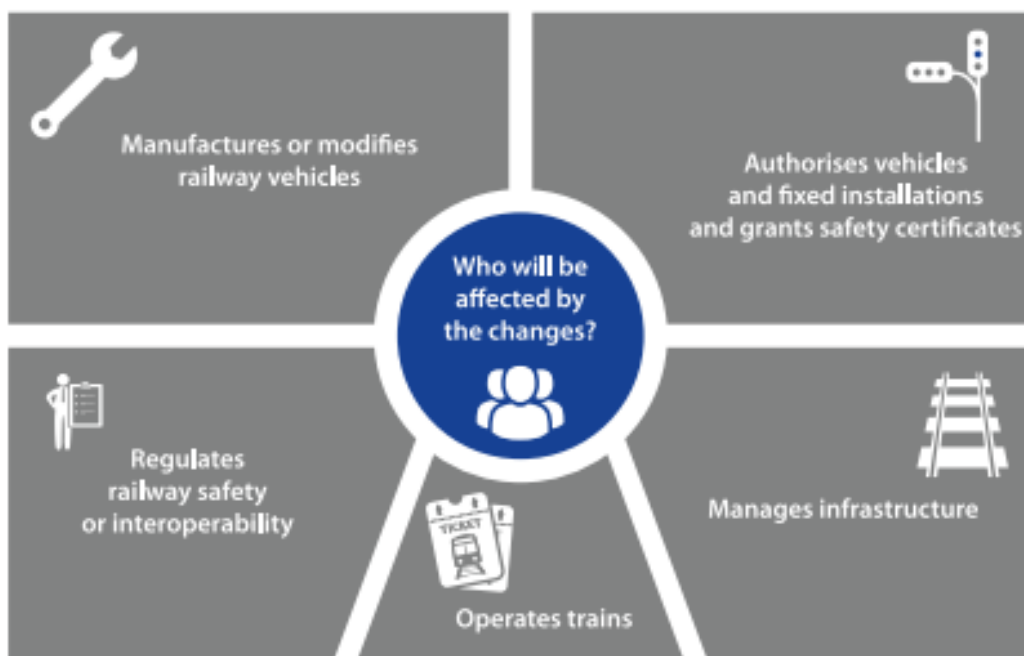 Manufactures or modifies
railway vehicles
Authorises vehicles
and fixed installations
and grants safety certificates
Who will be
affected by
the changes?
Regulates
railway safety
or interoperability
TICKET
Operates trains
Manages infrastructure